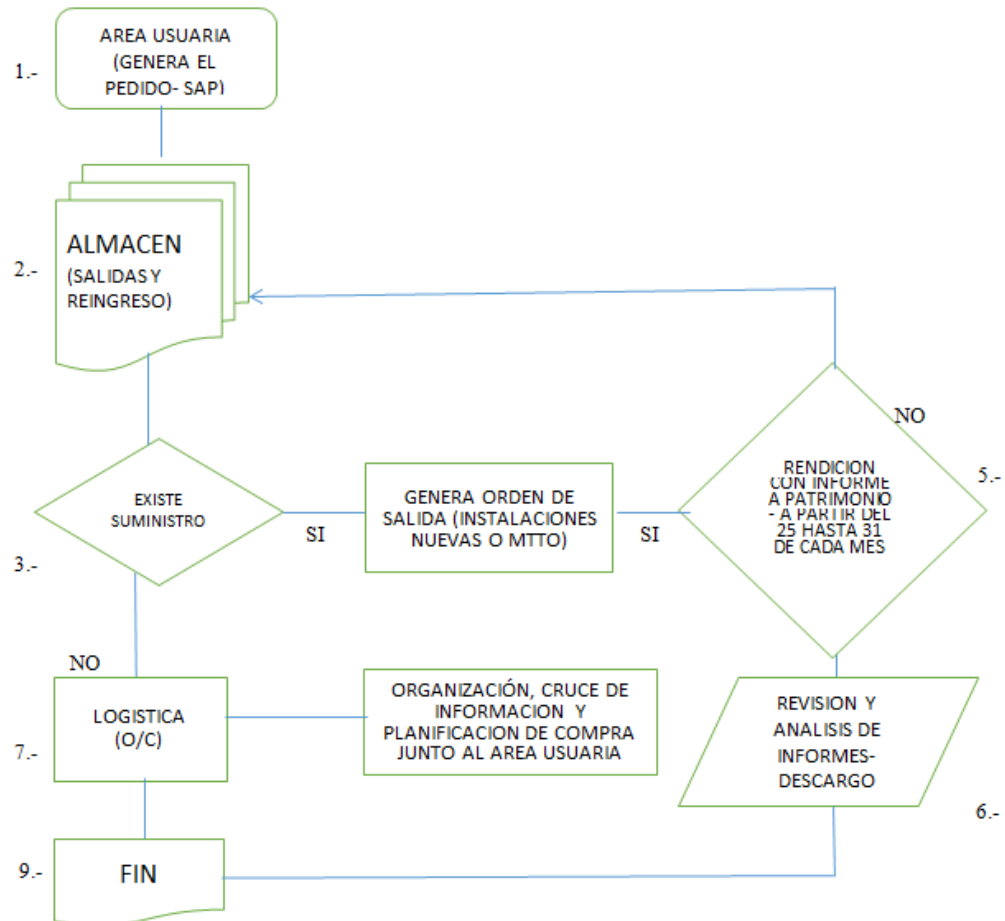 AREA USUARIA
(GENERA EL
PEDIDO- SAP)
1.-
ALMACEN
(SALIDAS Y
REINGRESO)
2.-
EXISTE
SUMINISTRO
3.-
SI
GENERA ORDEN DE
SALIDA (INSTALACIONES
NUEVAS O MTTO)
SI
NO
RENDICION
CON INFORME
A PATRIMONIO
- A PARTIR DEL
25 HASTA 31
DE CADA MES
5.-
NO
LOGISTICA
(O/C)
7.-
ORGANIZACIÓN, CRUCE DE
INFORMACION Y
PLANIFICACION DE COMPRA
JUNTO AL AREA USUARIA
REVISION Y
ANALISIS DE
INFORMES-
DESCARGO
6.-
9.-
FIN